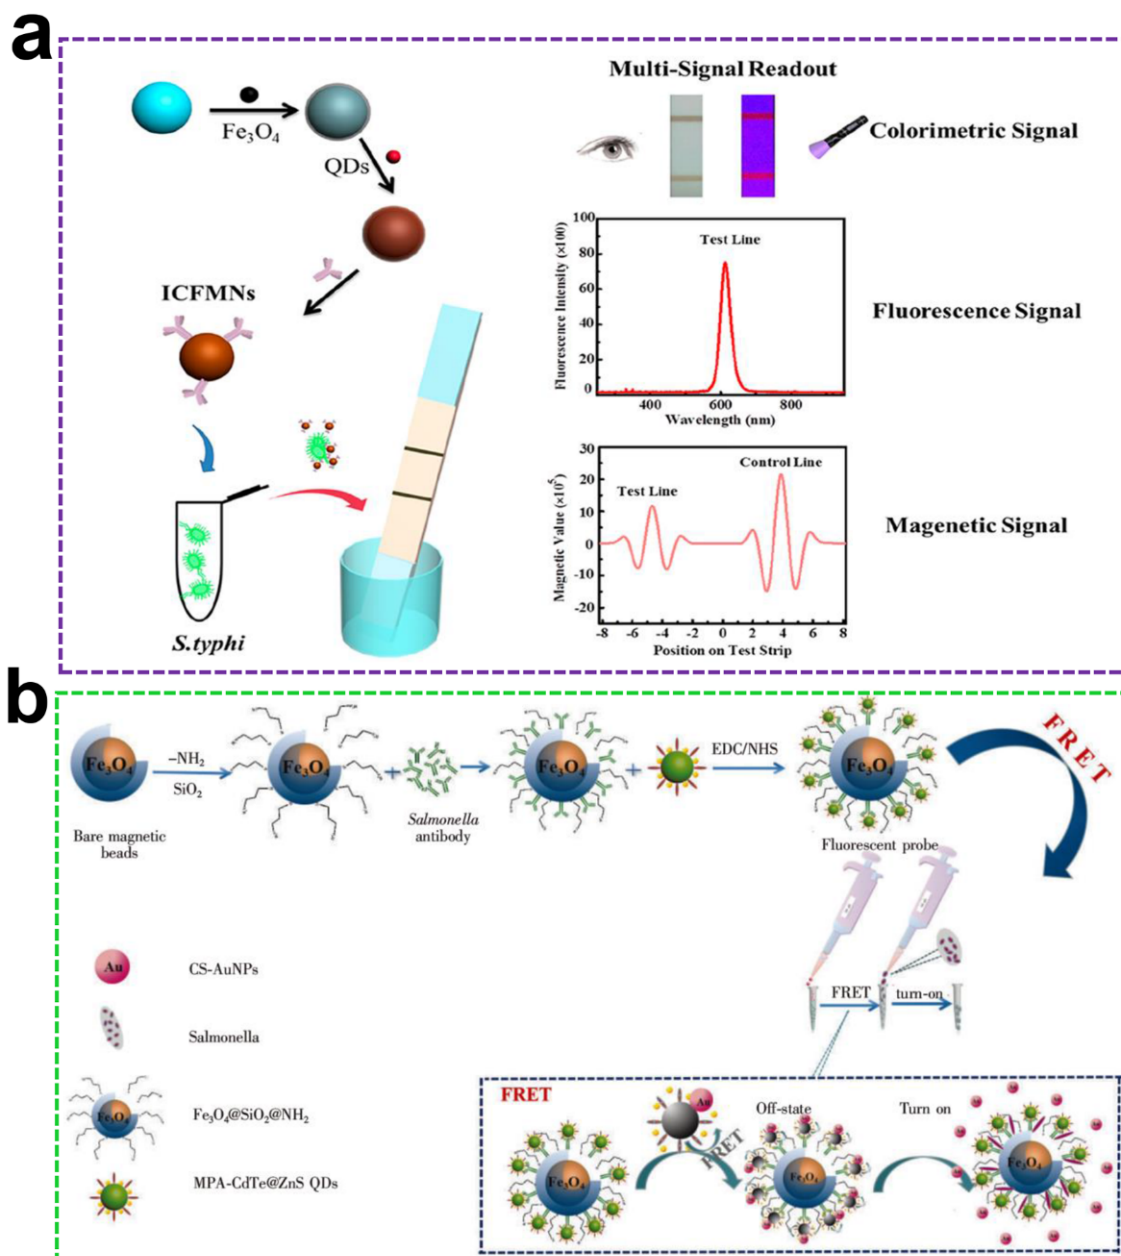 a
Fe₃O₄
QDs
ICFMNs
S.typhi
Multi-Signal Readout
Colorimetric Signal
Fluorescence Intensity (×100)
100
80
60
40
20
0
Test Line
400 600 800
Wavelength (nm)
Fluorescence Signal
Magnetic Value (×10⁵)
30
20
10
0
-10
-20
Test Line
Control Line
-8 -6 -4 -2 0 2 4 6 8
Position on Test Strip
Magenetic Signal
b
Fe₃O₄
Bare magnetic
beads
–NH₂
SiO₂
Fe₃O₄
+
Salmonella
antibody
Fe₃O₄
+
EDC/NHS
Fe₃O₄
Fluorescent probe
FRET
Au
CS-AuNPs
Salmonella
Fe₃O₄
Fe₃O₄@SiO₂@NH₂
MPA-CdTe@ZnS QDs
FRET
turn-on
FRET
Fe₃O₄
Au
FRET
Off-state
Fe₃O₄
Turn on
Fe₃O₄